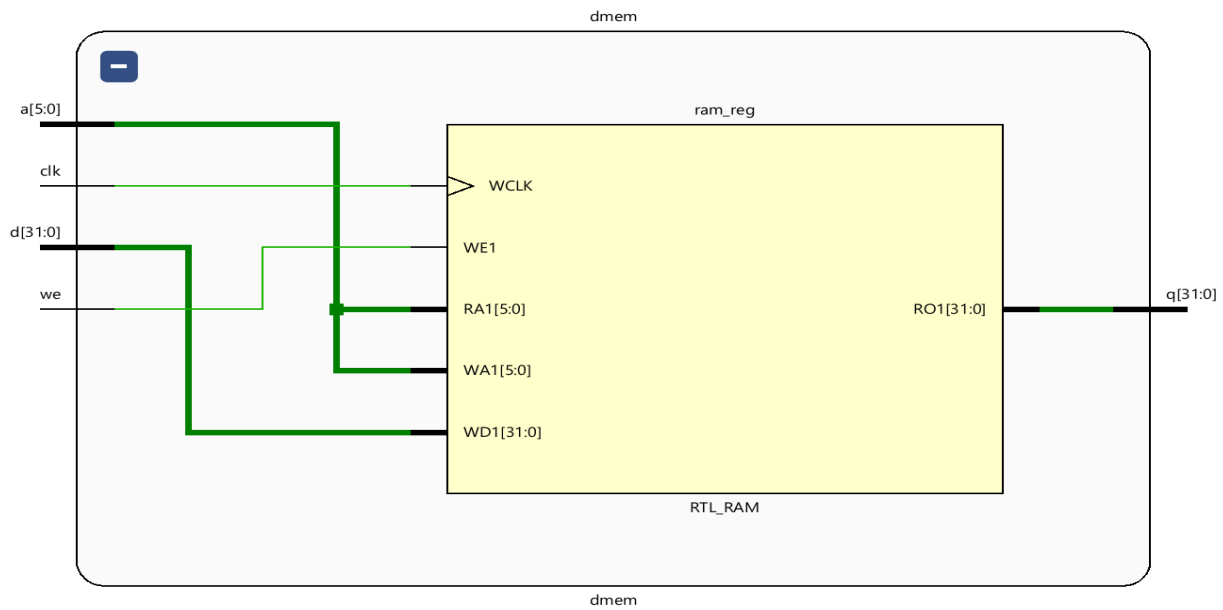 dmem
a[5:0]
ram_reg
clk
WCLK
d[31:0]
WE1
we
RA1[5:0]
RO1[31:0]
q[31:0]
WA1[5:0]
WD1[31:0]
RTL_RAM
dmem